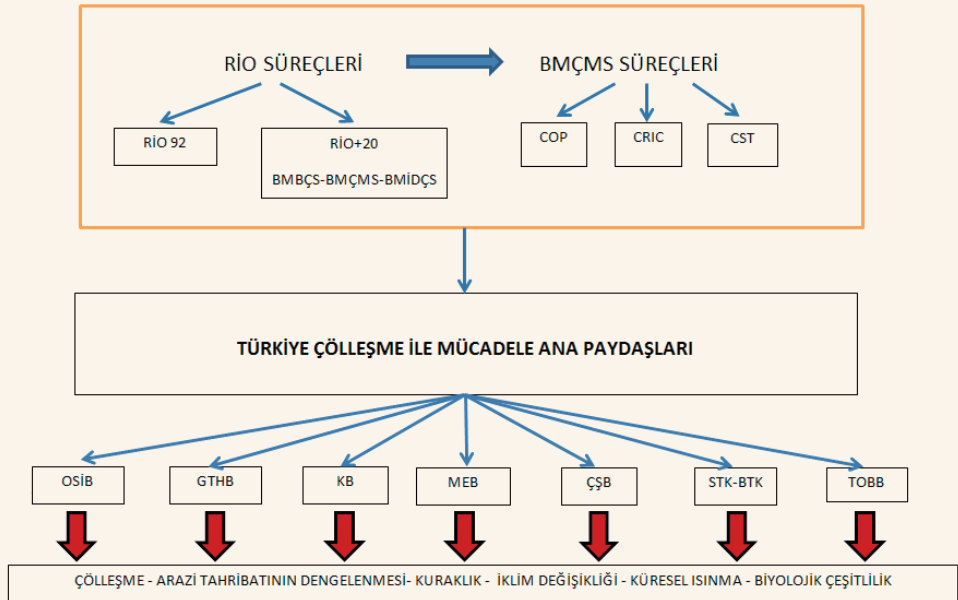 RİO SÜREÇLERİ
BMÇMS SÜREÇLERİ
RİO 92
RİO+20
BMBÇS-BMÇMS-BMİDÇS
COP
CRIC
CST
TÜRKİYE ÇÖLLEŞME İLE MÜCADELE ANA PAYDAŞLARI
OSİB
GTHB
KB
MEB
ÇŞB
STK-BTK
TOBB
ÇÖLLEŞME - ARAZİ TAHRİBATININ DENGELENMESİ- KURAKLIK - İKLİM DEĞİŞİKLİĞİ - KÜRESEL ISINMA - BİYOLOJİK ÇEŞİTLİLİK